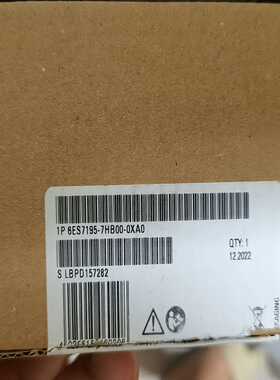 1P 6ES7195-7HB00-0XA0
QTY: 1
12.2022
S LBPD157282